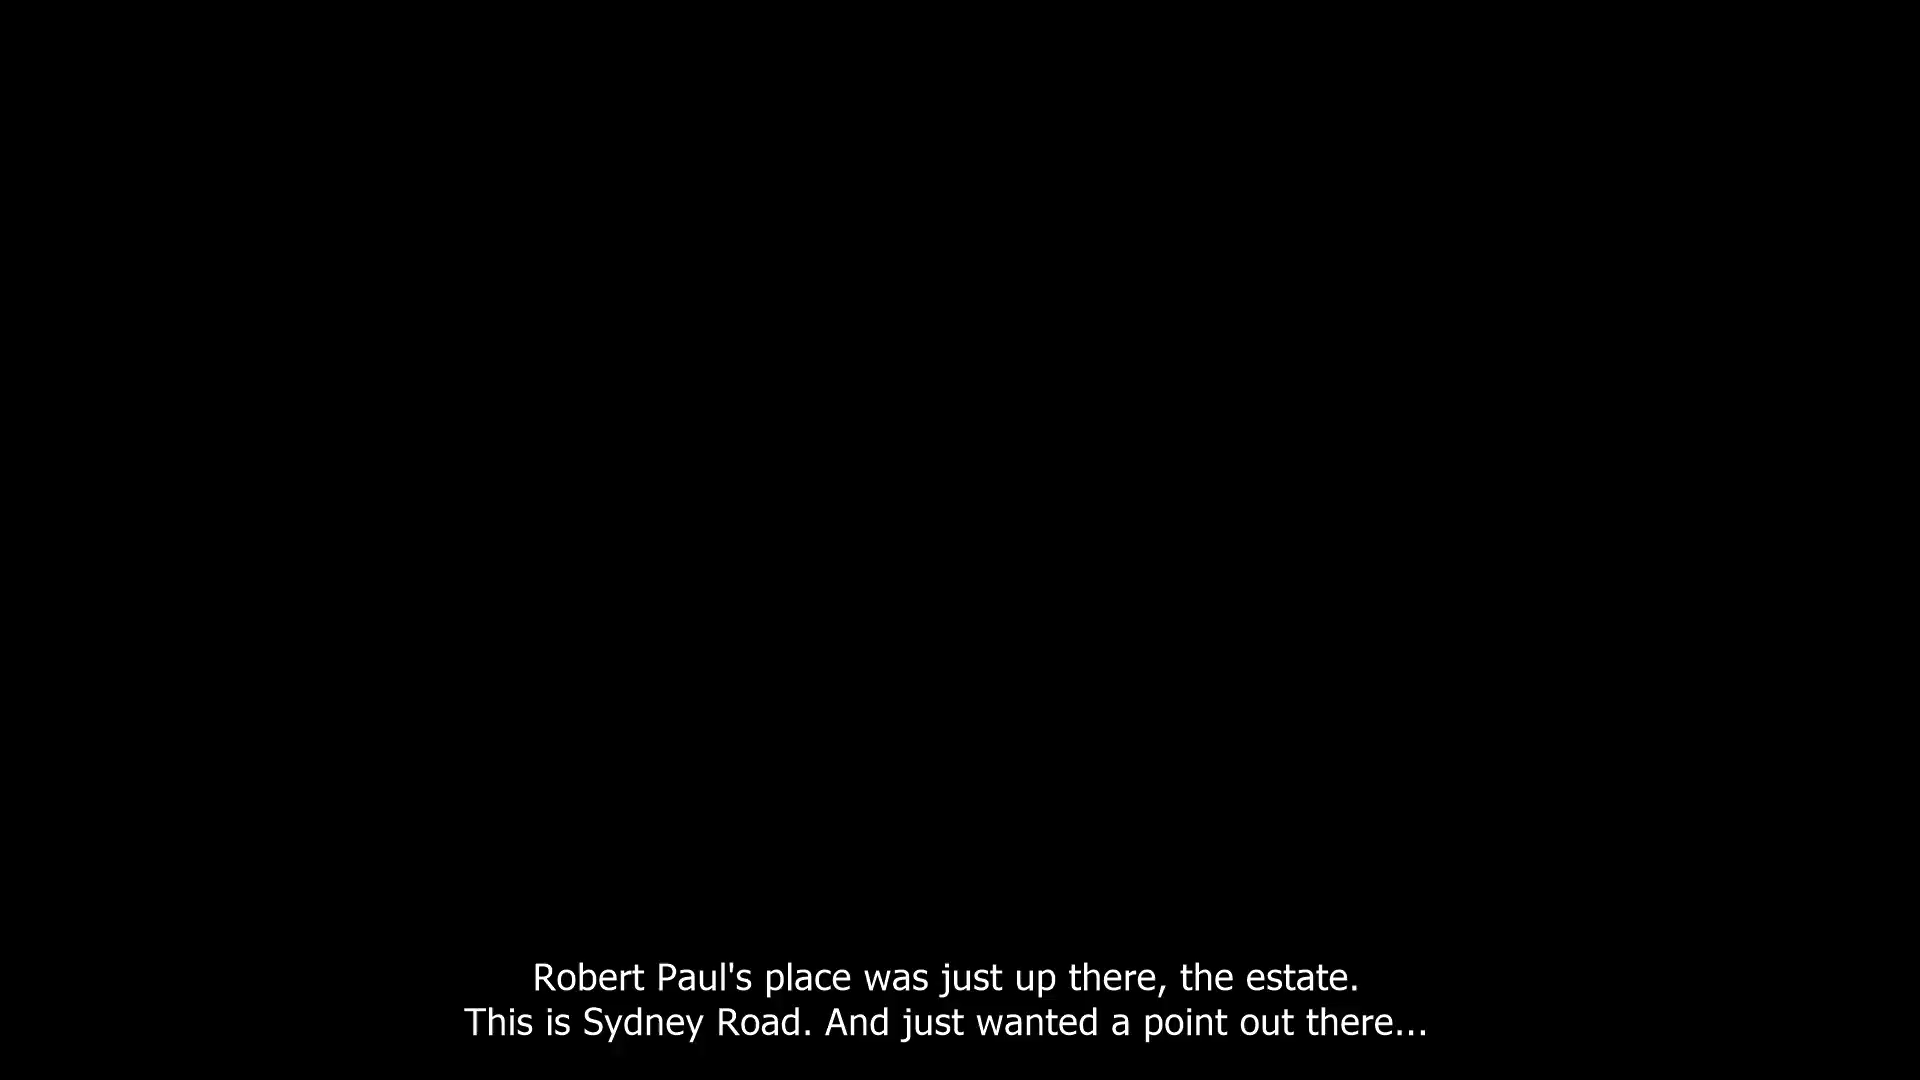 Robert Paul's place was just up there, the estate.
This is Sydney Road. And just wanted a point out there...